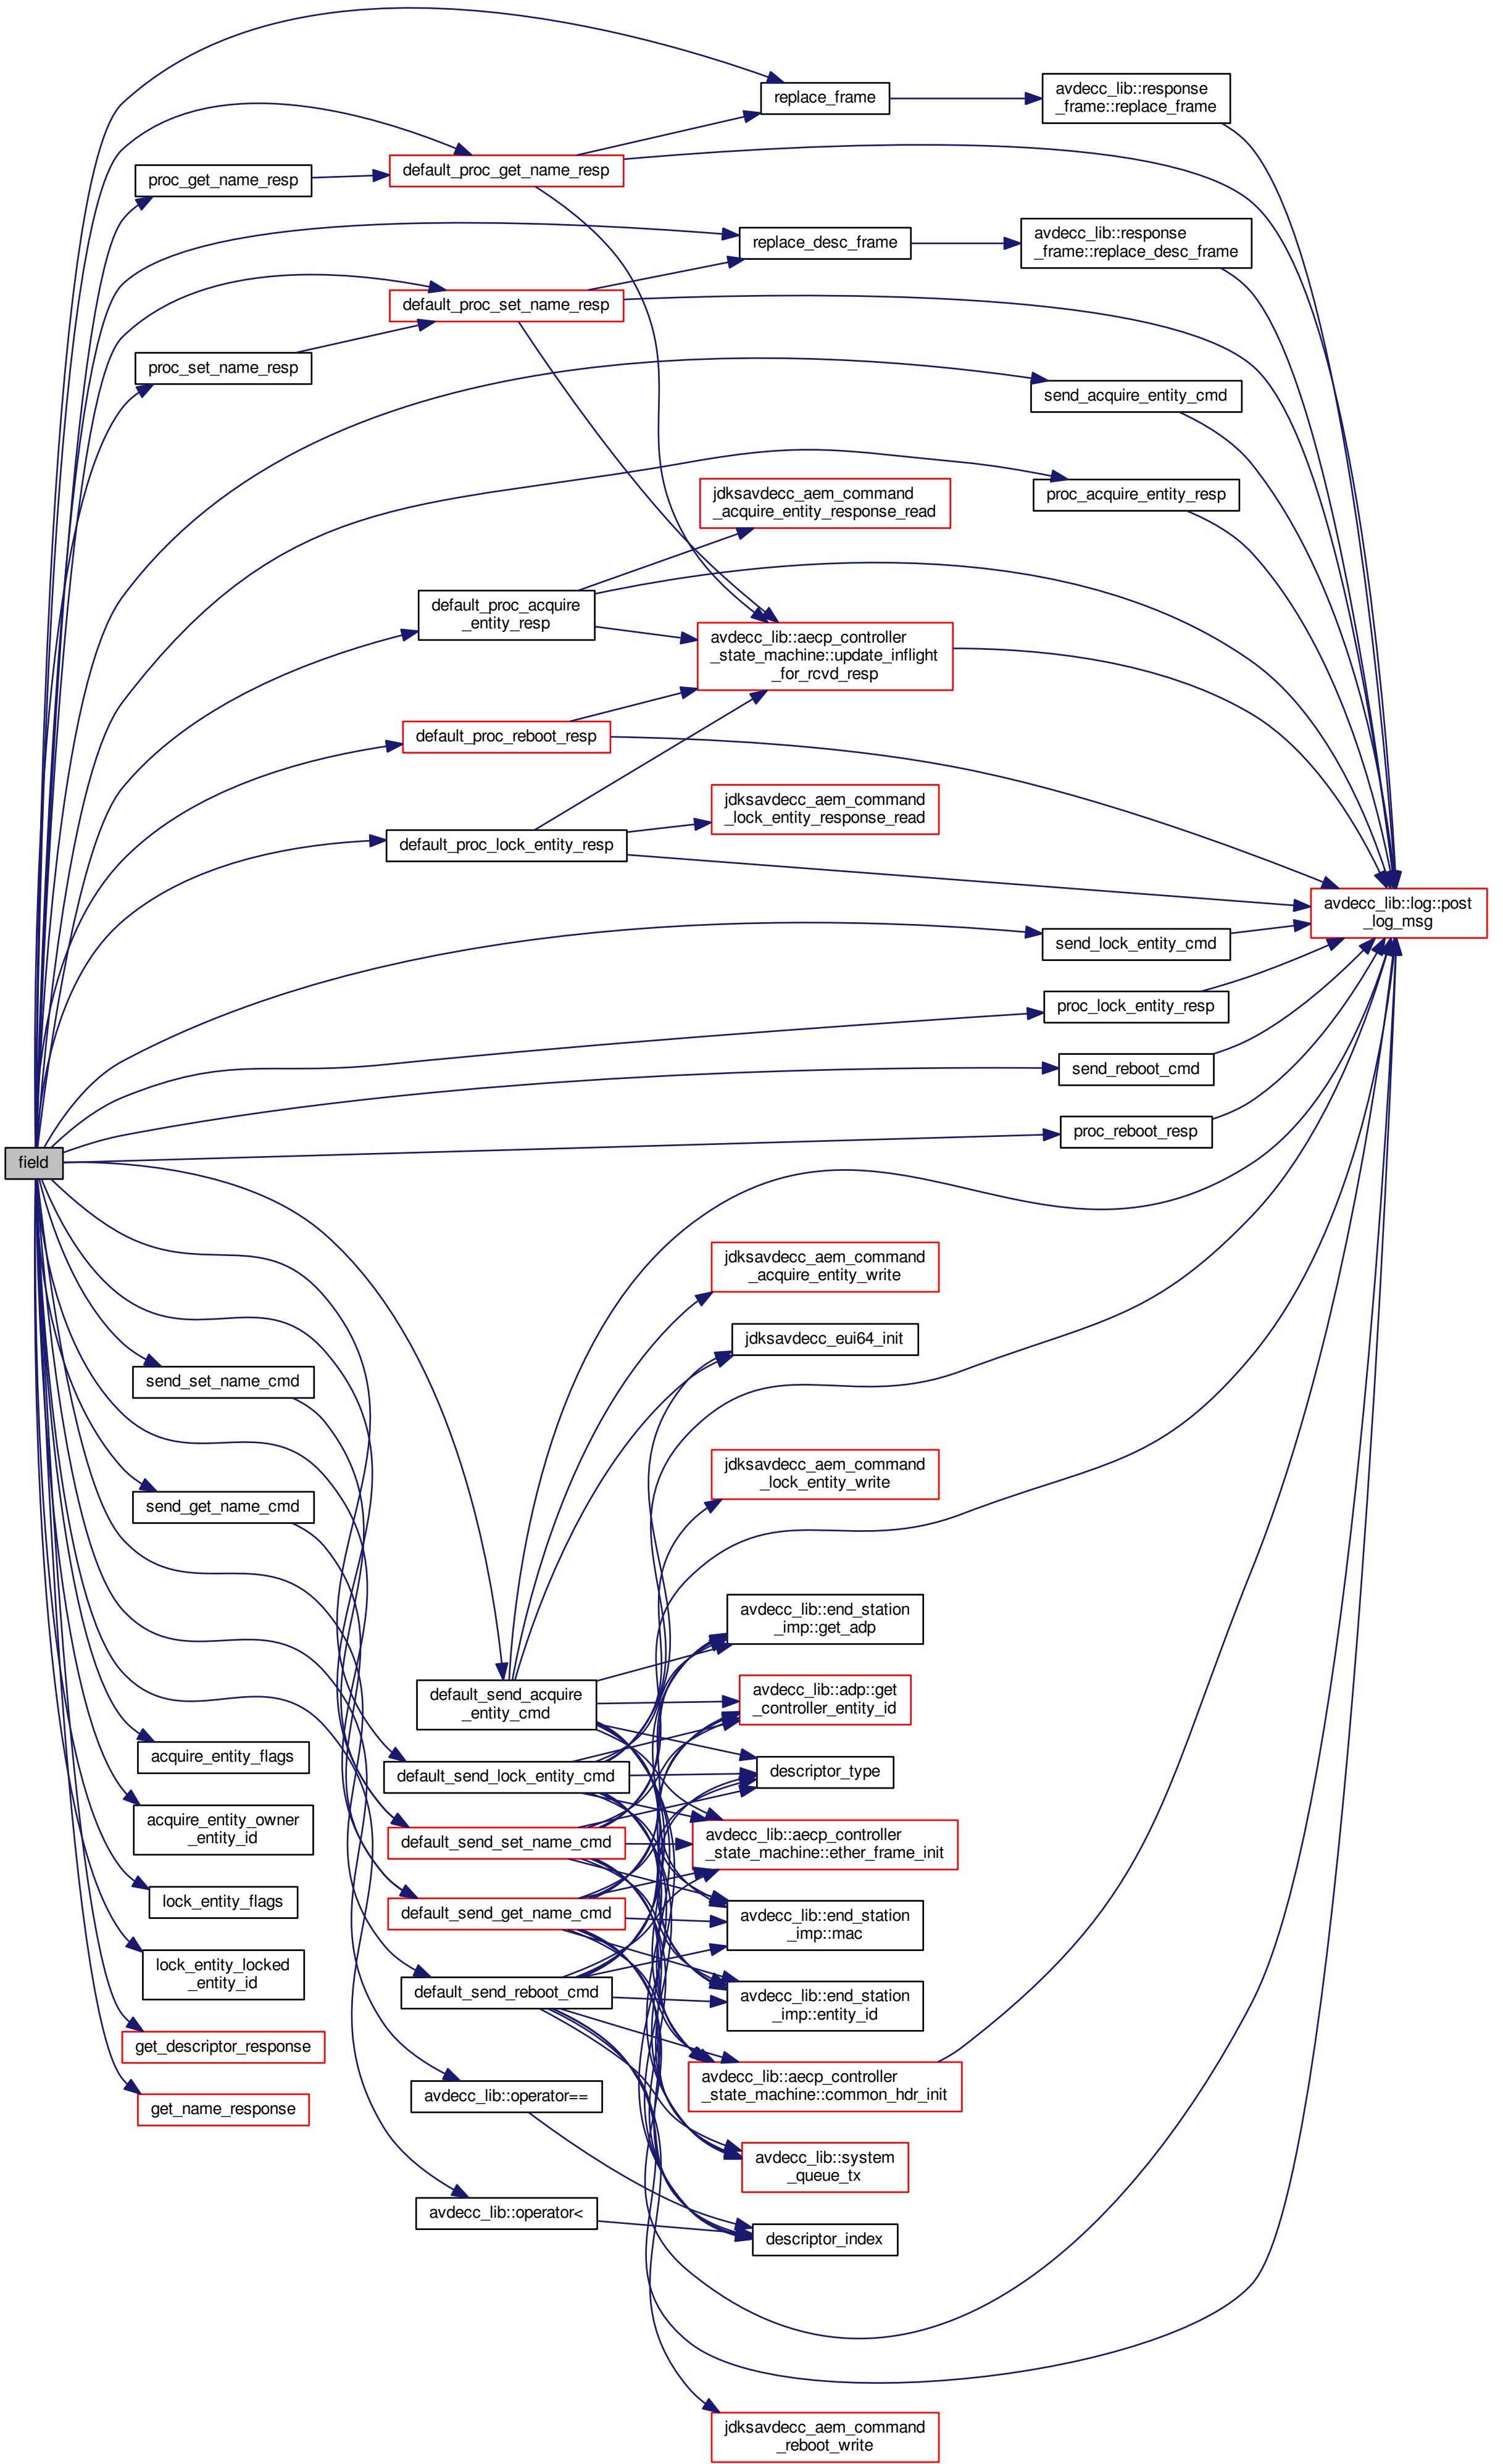 replace_frame
avdecc_lib::response
_frame::replace_frame
default_proc_get_name_resp
proc_get_name_resp
replace_desc_frame
avdecc_lib::response
_frame::replace_desc_frame
default_proc_set_name_resp
proc_set_name_resp
send_acquire_entity_cmd
jdksavdecc_aem_command
_acquire_entity_response_read
proc_acquire_entity_resp
default_proc_acquire
_entity_resp
avdecc_lib::aecp_controller
_state_machine::update_inflight
_for_rcvd_resp
default_proc_reboot_resp
jdksavdecc_aem_command
_lock_entity_response_read
default_proc_lock_entity_resp
avdecc_lib::log::post
_log_msg
send_lock_entity_cmd
proc_lock_entity_resp
send_reboot_cmd
proc_reboot_resp
field
jdksavdecc_aem_command
_acquire_entity_write
jdksavdecc_eui64_init
send_set_name_cmd
jdksavdecc_aem_command
_lock_entity_write
send_get_name_cmd
avdecc_lib::end_station
_imp::get_adp
default_send_acquire
_entity_cmd
avdecc_lib::adp::get
_controller_entity_id
acquire_entity_flags
default_send_lock_entity_cmd
descriptor_type
acquire_entity_owner
_entity_id
default_send_set_name_cmd
avdecc_lib::aecp_controller
_state_machine::ether_frame_init
lock_entity_flags
default_send_get_name_cmd
avdecc_lib::end_station
_imp::mac
lock_entity_locked
_entity_id
default_send_reboot_cmd
avdecc_lib::end_station
_imp::entity_id
get_descriptor_response
avdecc_lib::aecp_controller
_state_machine::common_hdr_init
get_name_response
avdecc_lib::operator==
avdecc_lib::system
_queue_tx
avdecc_lib::operator<
descriptor_index
jdksavdecc_aem_command
_reboot_write